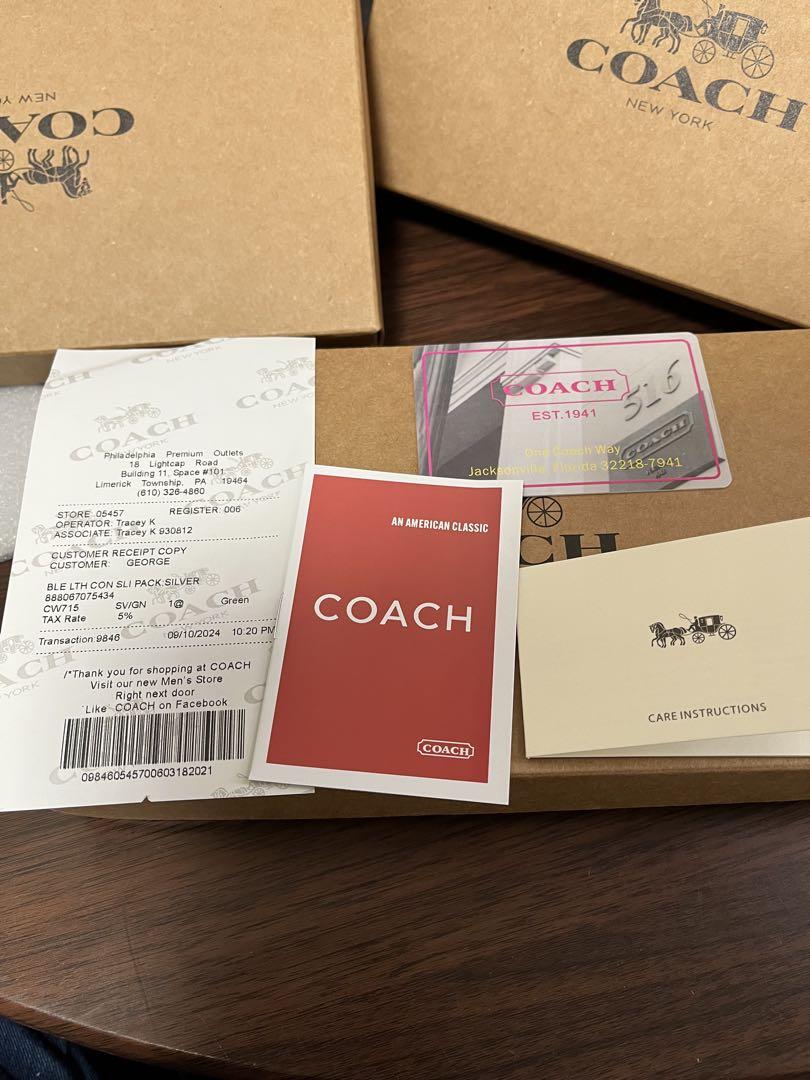 COACH
NEW YORK
COACH
NEW YORK
COACH
EST.1941
516
COACH
One Coach Way
Jacksonville, Florida 32218-7941
COACH
Philadelphia Premium Outlets
18 Lightcap Road
Building 11, Space #101
Limerick Township, PA 19464
(610) 326-4860
STORE :05457 REGISTER: 006
OPERATOR: Tracey K
ASSOCIATE: Tracey K 930812
CUSTOMER RECEIPT COPY
CUSTOMER: GEORGE
BLE LTH CON SLI PACK:SILVER
888067075434
CW715 SV/GN 1@ Green
TAX Rate 5%
Transaction:9846 09/10/2024 10:20 PM
/*Thank you for shopping at COACH
Visit our new Men's Store
Right next door
Like COACH on Facebook
098460545700603182021
AN AMERICAN CLASSIC
COACH
COACH
CARE INSTRUCTIONS